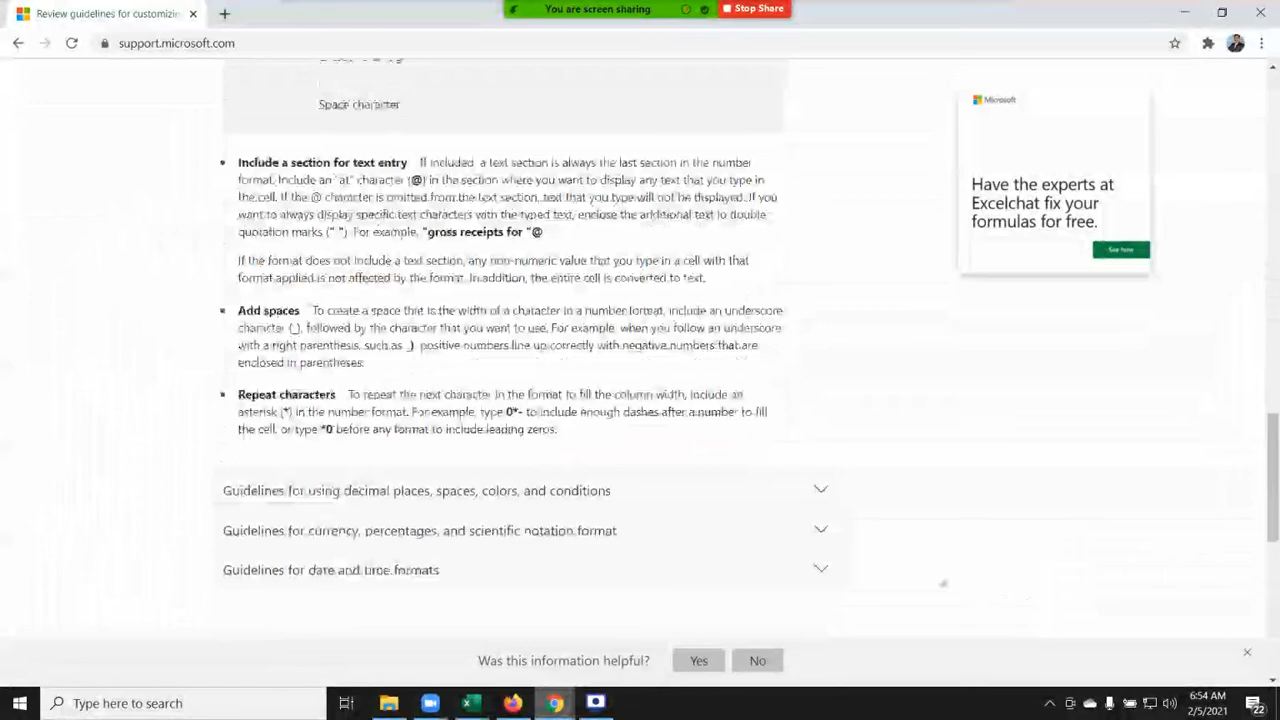 Review guidelines for customizin
You are screen sharing
Stop Share
support.microsoft.com
Space character
Microsoft
Have the experts at
Excelchat fix your
formulas for free.
See how
Include a section for text entry If included, a text section is always the last section in the number
format. Include an "at" character (@) in the section where you want to display any text that you type in
the cell. If the @ character is omitted from the text section, text that you type will not be displayed. If you
want to always display specific text characters with the typed text, enclose the additional text to double
quotation marks (" "). For example, "gross receipts for "@
If the format does not include a text section, any non-numeric value that you type in a cell with that
format applied is not affected by the format. In addition, the entire cell is converted to text.
Add spaces To create a space that is the width of a character in a number format, include an underscore
character (_), followed by the character that you want to use. For example, when you follow an underscore
with a right parenthesis, such as _) positive numbers line up correctly with negative numbers that are
enclosed in parentheses.
Repeat characters To repeat the next character in the format to fill the column width, include an
asterisk (*) in the number format. For example, type 0*- to include enough dashes after a number to fill
the cell, or type *0 before any format to include leading zeros.
Guidelines for using decimal places, spaces, colors, and conditions
Guidelines for currency, percentages, and scientific notation format
Guidelines for date and time formats
Was this information helpful?
Yes
No
Type here to search
6:54 AM
2/5/2021
22